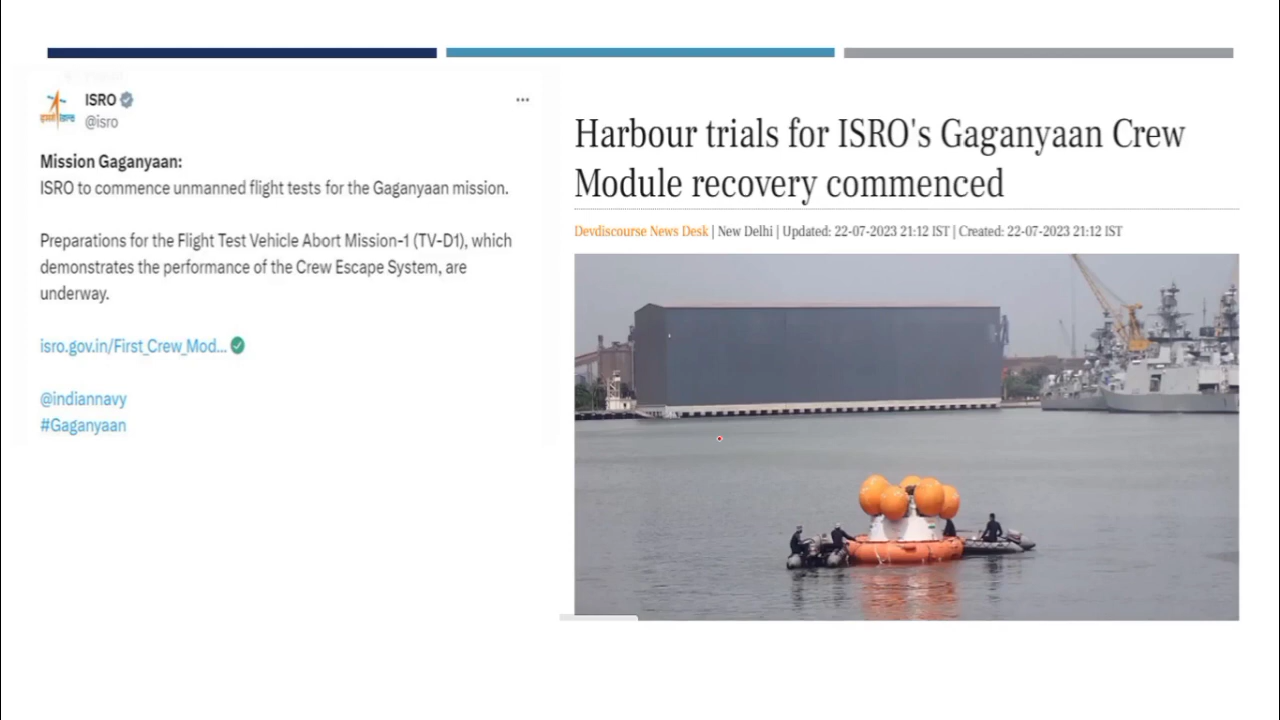 ISRO
@isro
Mission Gaganyaan:
ISRO to commence unmanned flight tests for the Gaganyaan mission.
Preparations for the Flight Test Vehicle Abort Mission-1 (TV-D1), which
demonstrates the performance of the Crew Escape System, are
underway.
isro.gov.in/First_Crew_Mod...
@indiannavy
#Gaganyaan
Harbour trials for ISRO's Gaganyaan Crew
Module recovery commenced
Devdiscourse News Desk | New Delhi | Updated: 22-07-2023 21:12 IST | Created: 22-07-2023 21:12 IST